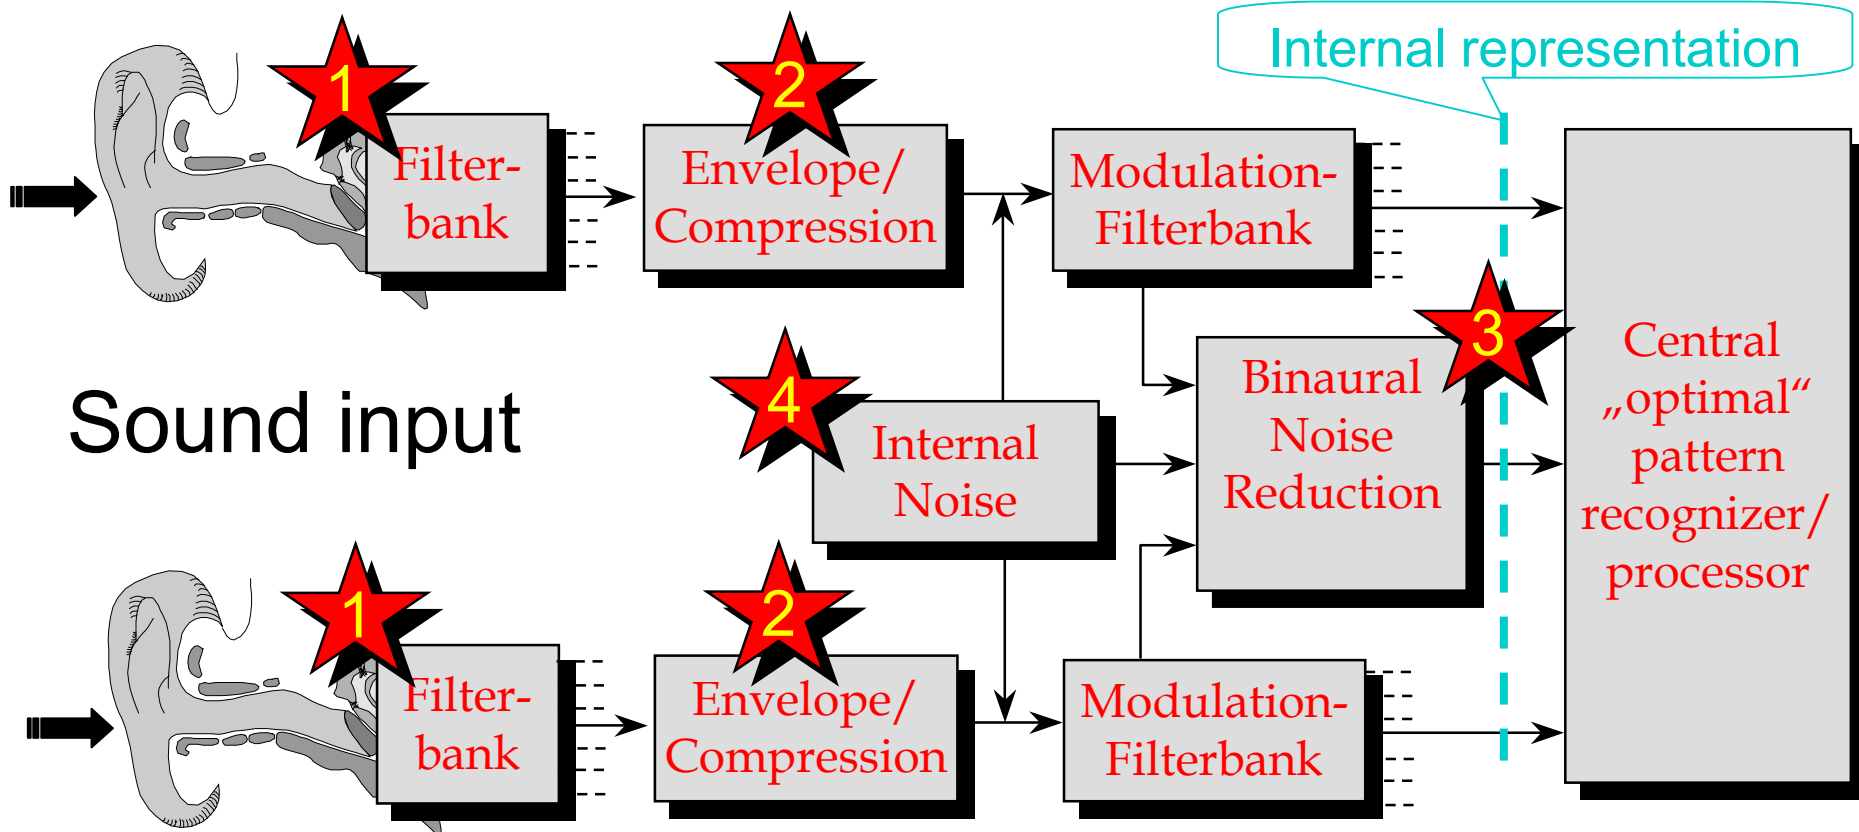 Internal representation
1
2
Filter-
bank
Envelope/
Compression
Modulation-
Filterbank
3
Sound input
4
Internal
Noise
Binaural
Noise
Reduction
Central
„optimal“
pattern
recognizer/
processor
1
2
Filter-
bank
Envelope/
Compression
Modulation-
Filterbank